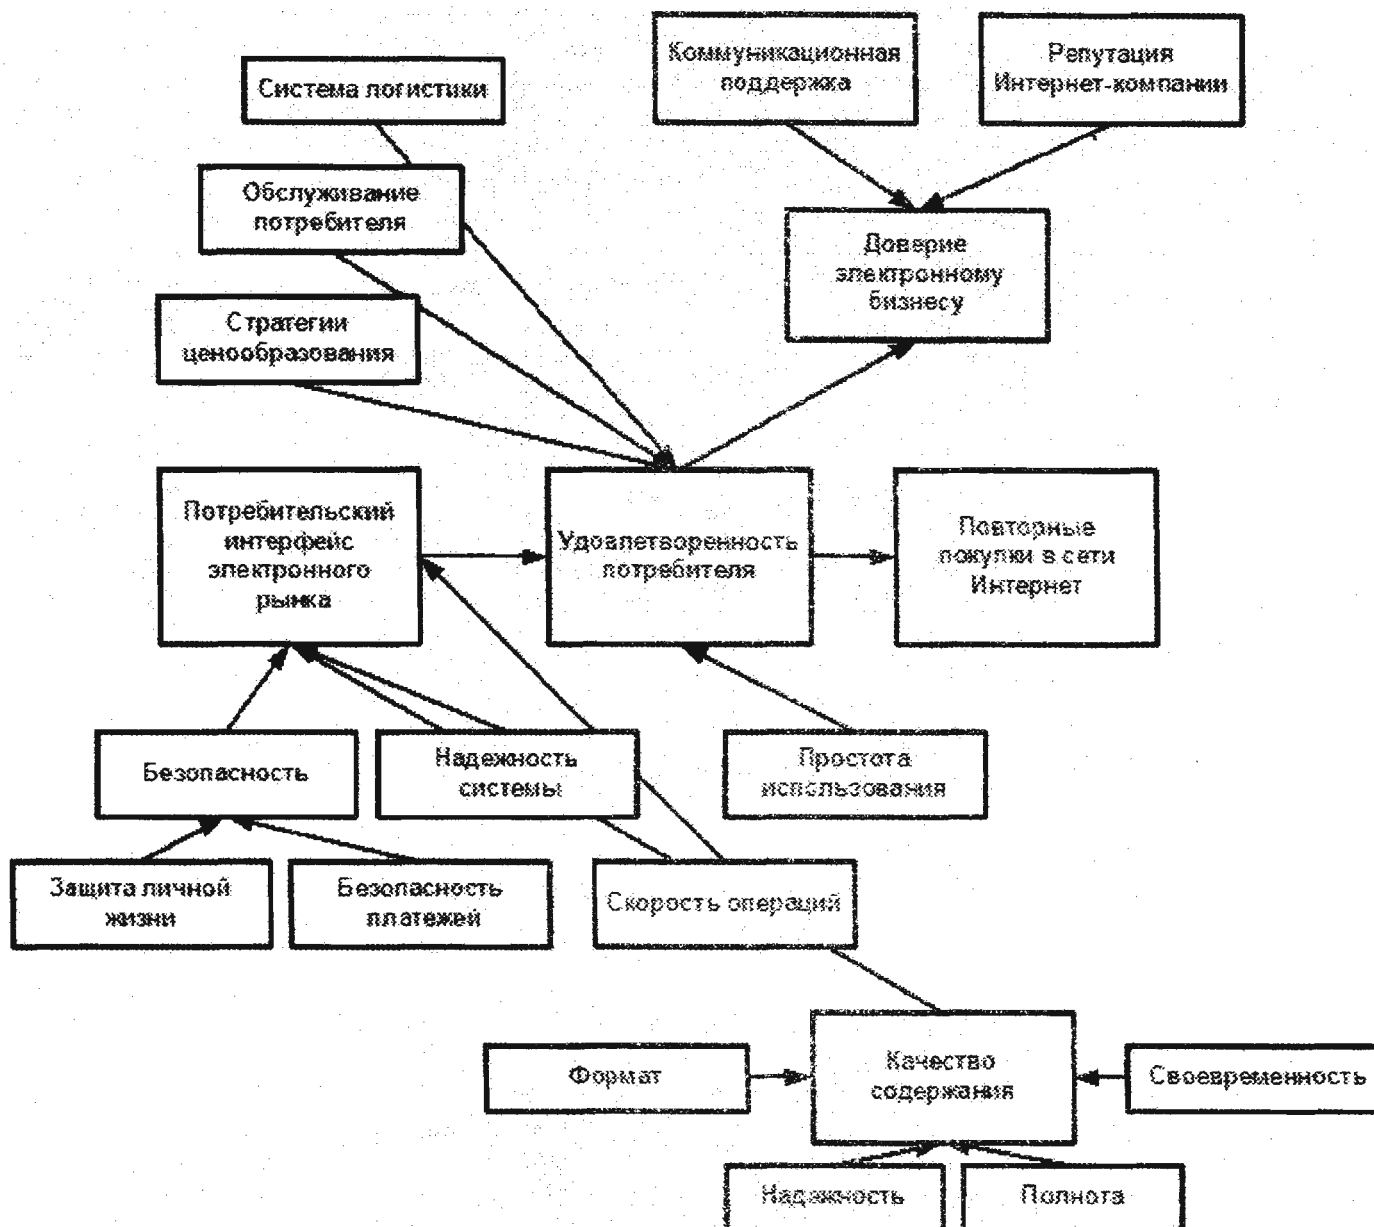 Коммуникационная
поддержка
Репутация
Интернет-компании
Система логистики
Обслуживание
потребителя
Доверие
электронному
бизнесу
Стратегии
ценообразования
Потребительский
интерфейс
электронного
рынка
Удовлетворенность
потребителя
Повторные
покупки в сети
Интернет
Безопасность
Надежность
системы
Простота
использования
Защита личной
жизни
Безопасность
платежей
Скорость операций
Формат
Качество
содержания
Своевременность
Надежность
Полнота